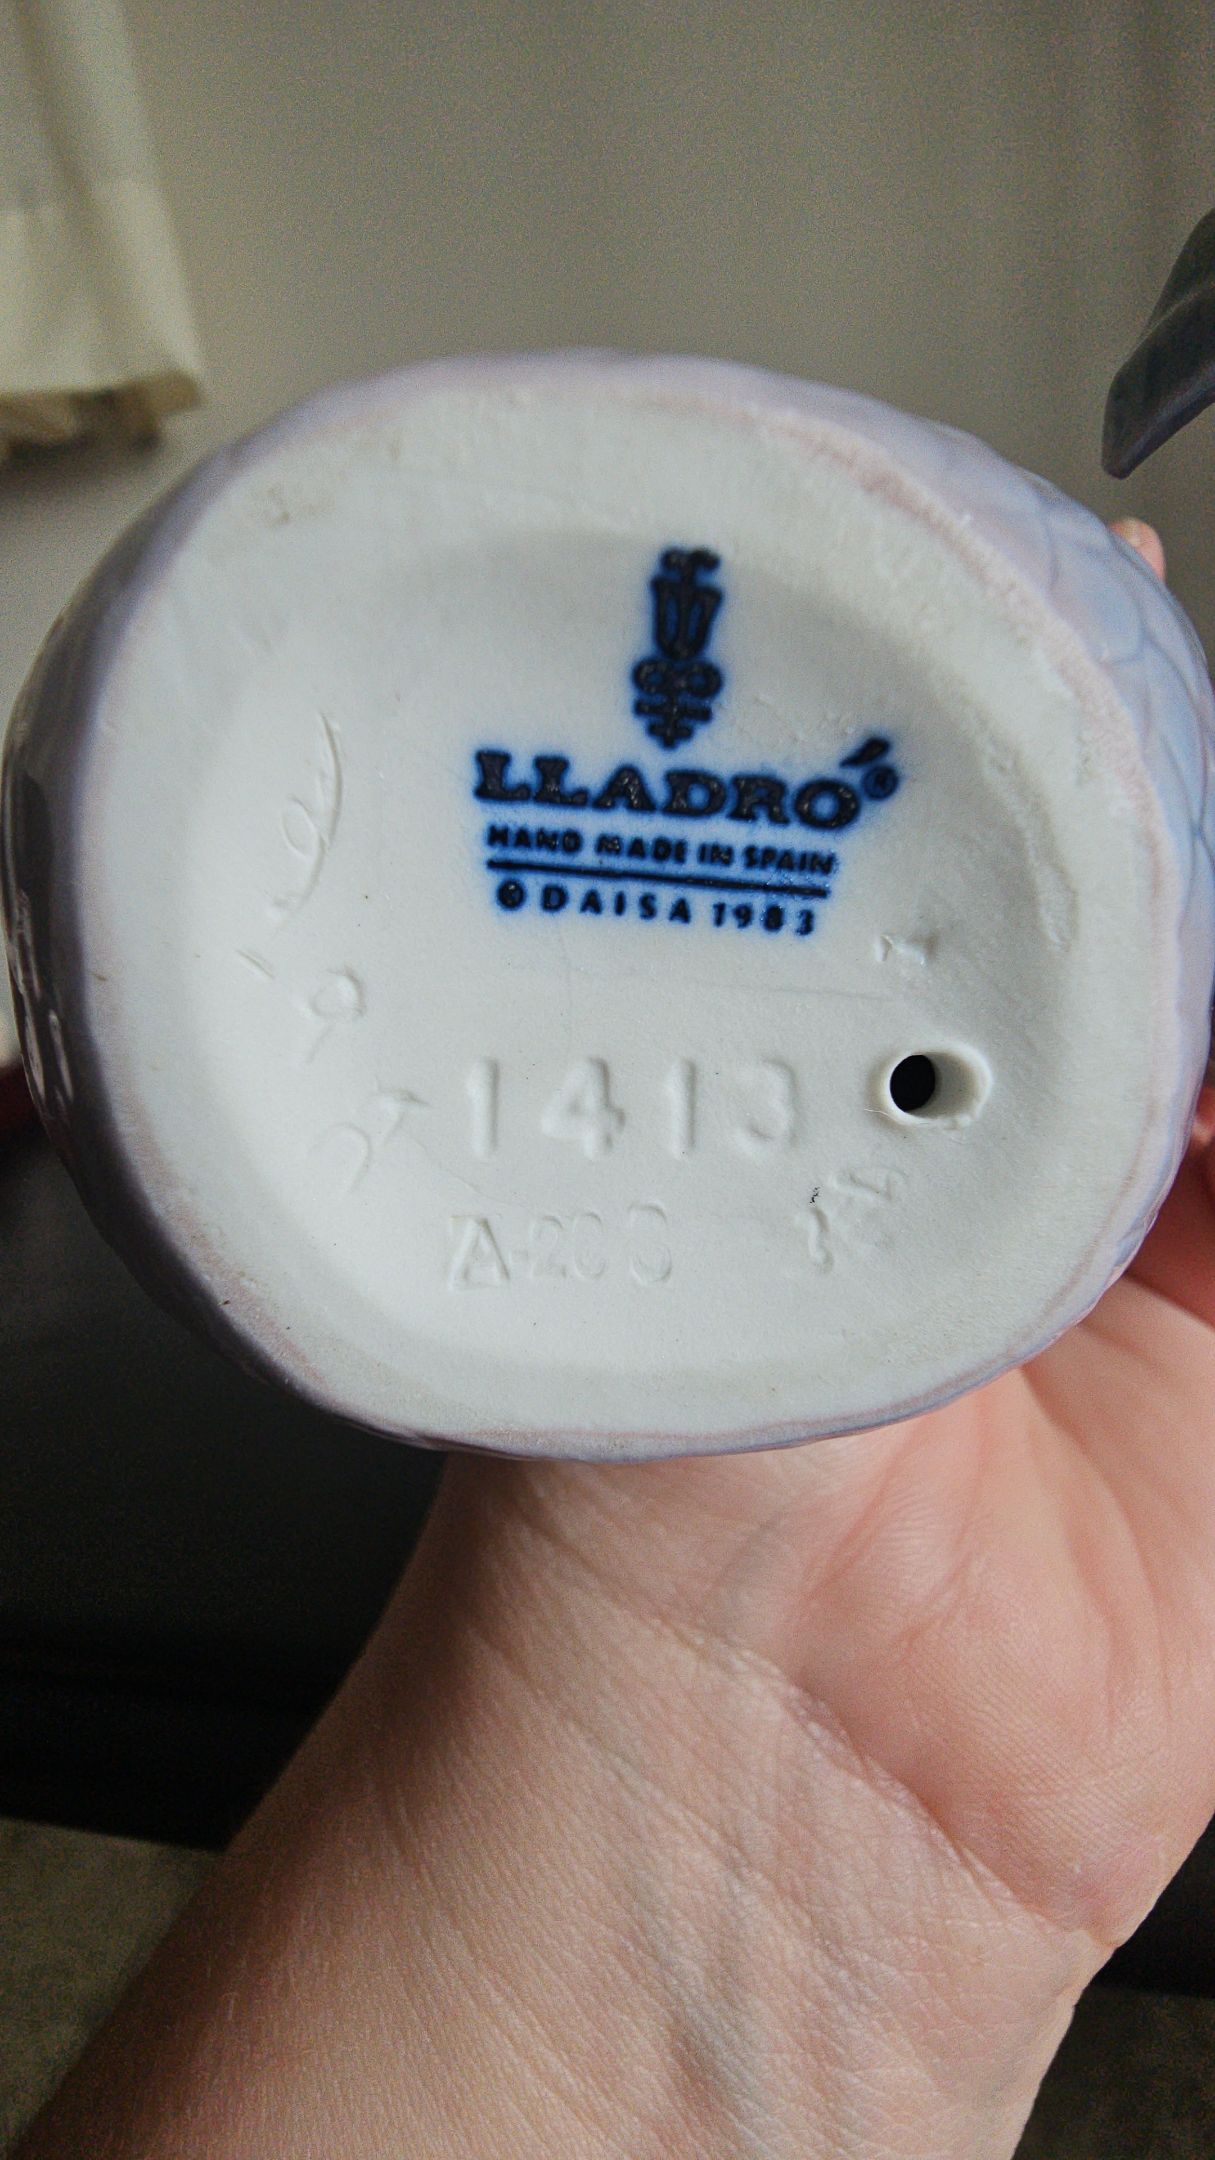 LLADRÓ®
HAND MADE IN SPAIN
© DAISA 1983
1413